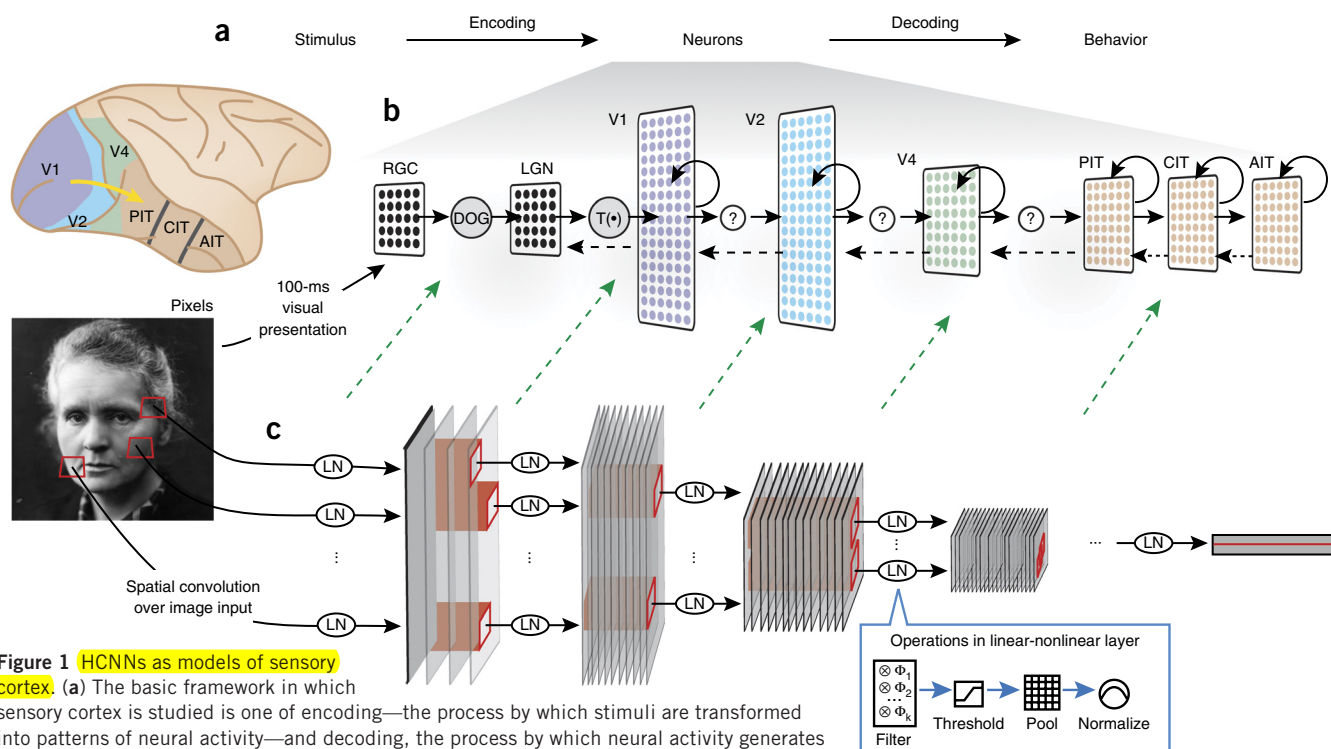 a
Stimulus
Encoding
Neurons
Decoding
Behavior
b
V1
V2
V4
PIT
CIT
AIT
RGC
DOG
LGN
T(•)
V1
?
V2
?
V4
?
PIT
CIT
AIT
100-ms
visual
presentation
Pixels
c
LN
LN
LN
LN
LN
LN
...
LN
LN
LN
...
...
LN
...
LN
...
LN
Spatial convolution
over image input
Operations in linear-nonlinear layer
⊗ Φ1
⊗ Φ2
...
⊗ Φk
Filter
Threshold
Pool
Normalize
Figure 1 HCNNs as models of sensory
cortex. (a) The basic framework in which
sensory cortex is studied is one of encoding—the process by which stimuli are transformed
into patterns of neural activity—and decoding, the process by which neural activity generates